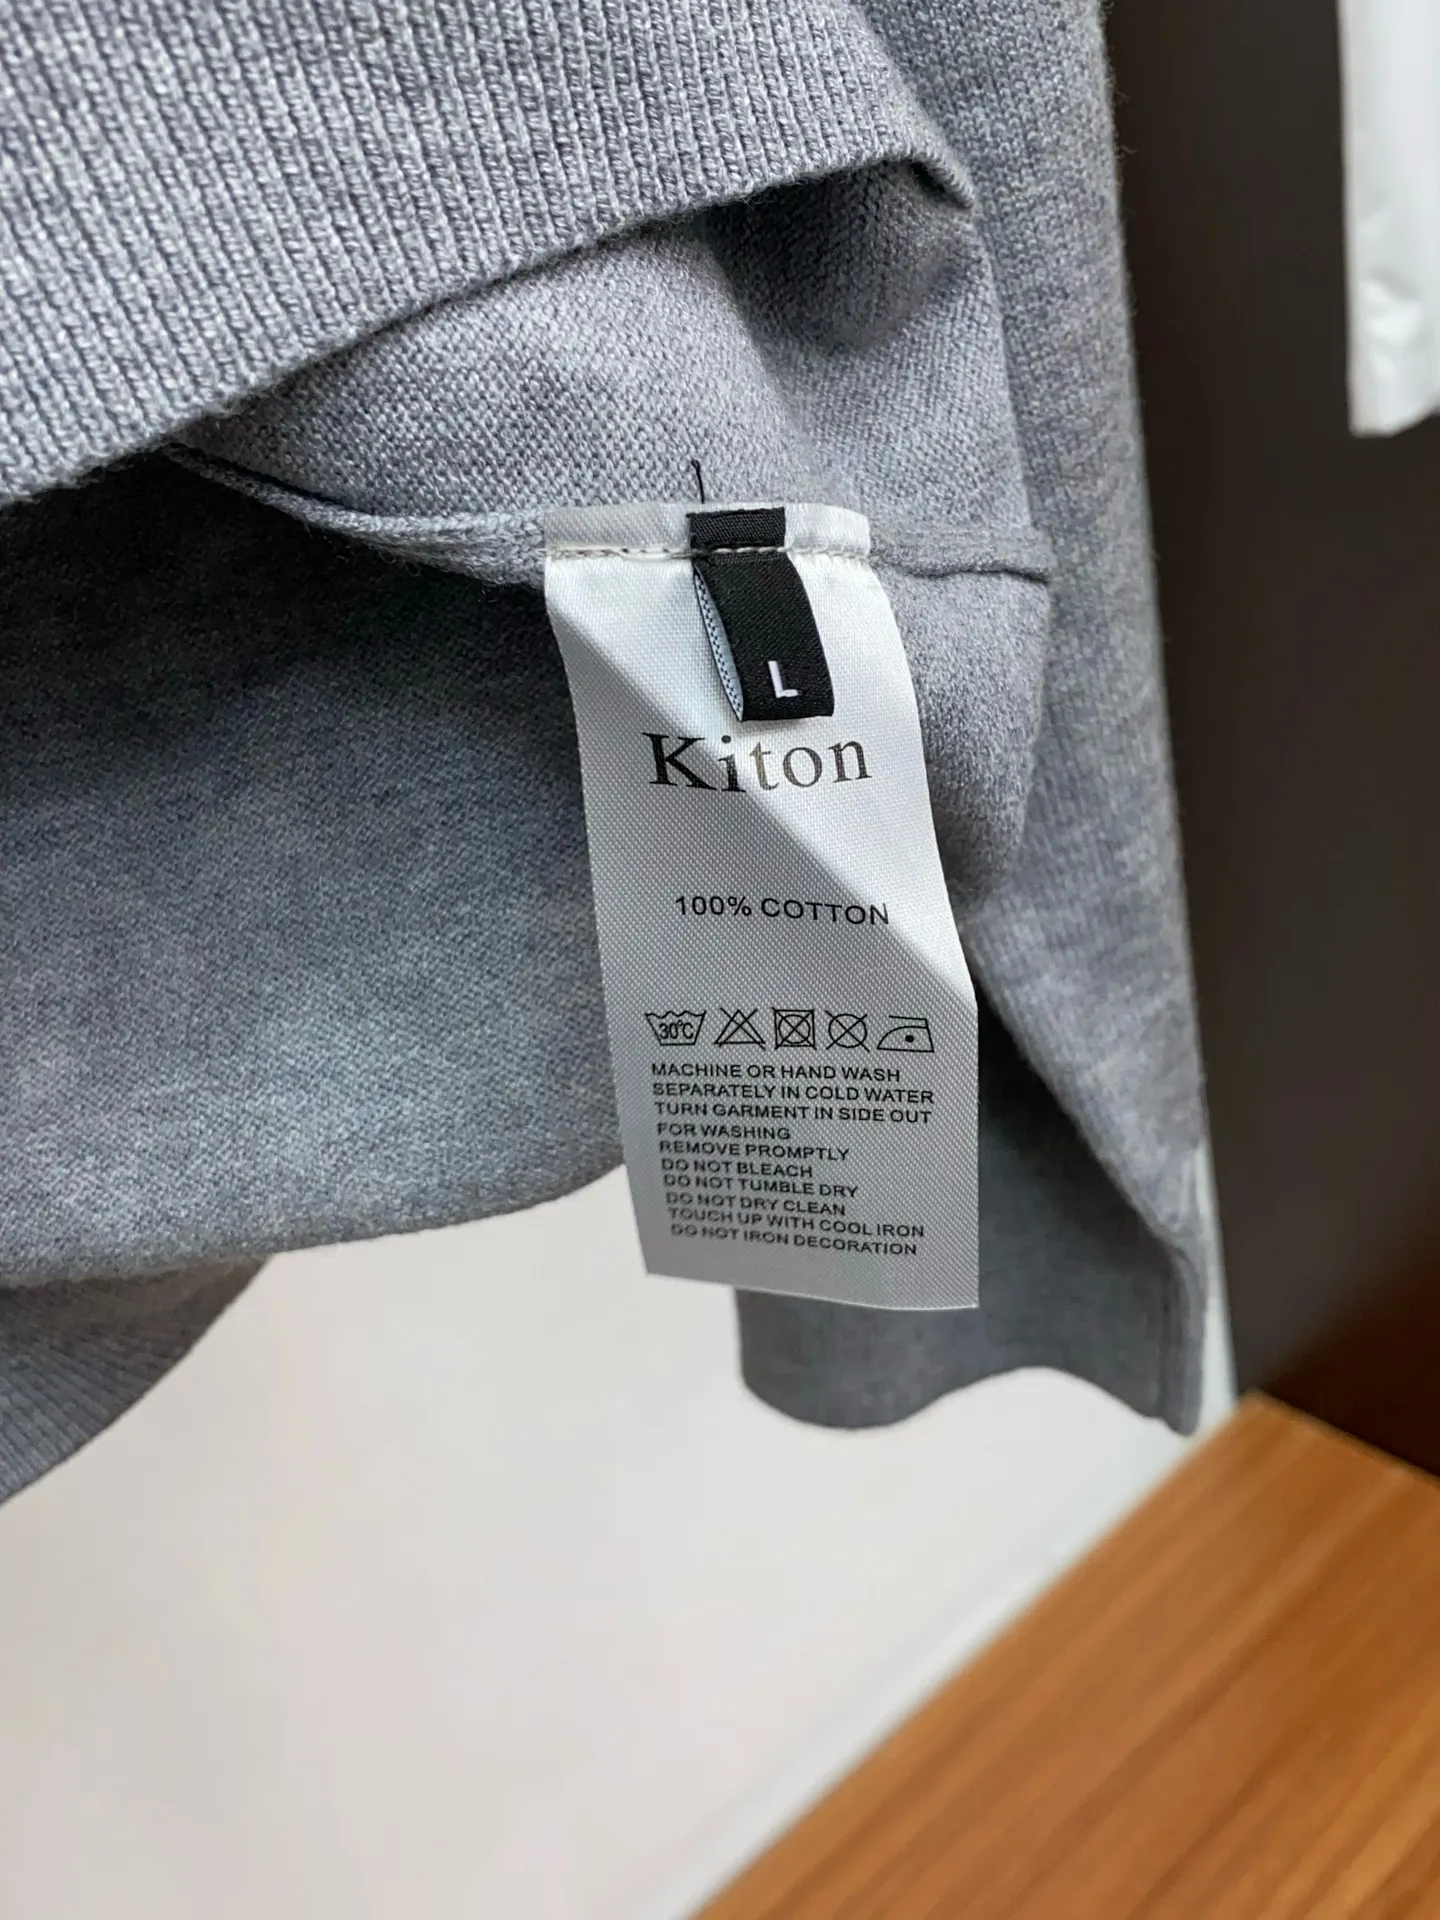 L
Kiton
100% COTTON
30°C
MACHINE OR HAND WASH
SEPARATELY IN COLD WATER
TURN GARMENT IN SIDE OUT
FOR WASHING
REMOVE PROMPTLY
DO NOT BLEACH
DO NOT TUMBLE DRY
DO NOT DRY CLEAN
TOUCH UP WITH COOL IRON
DO NOT IRON DECORATION